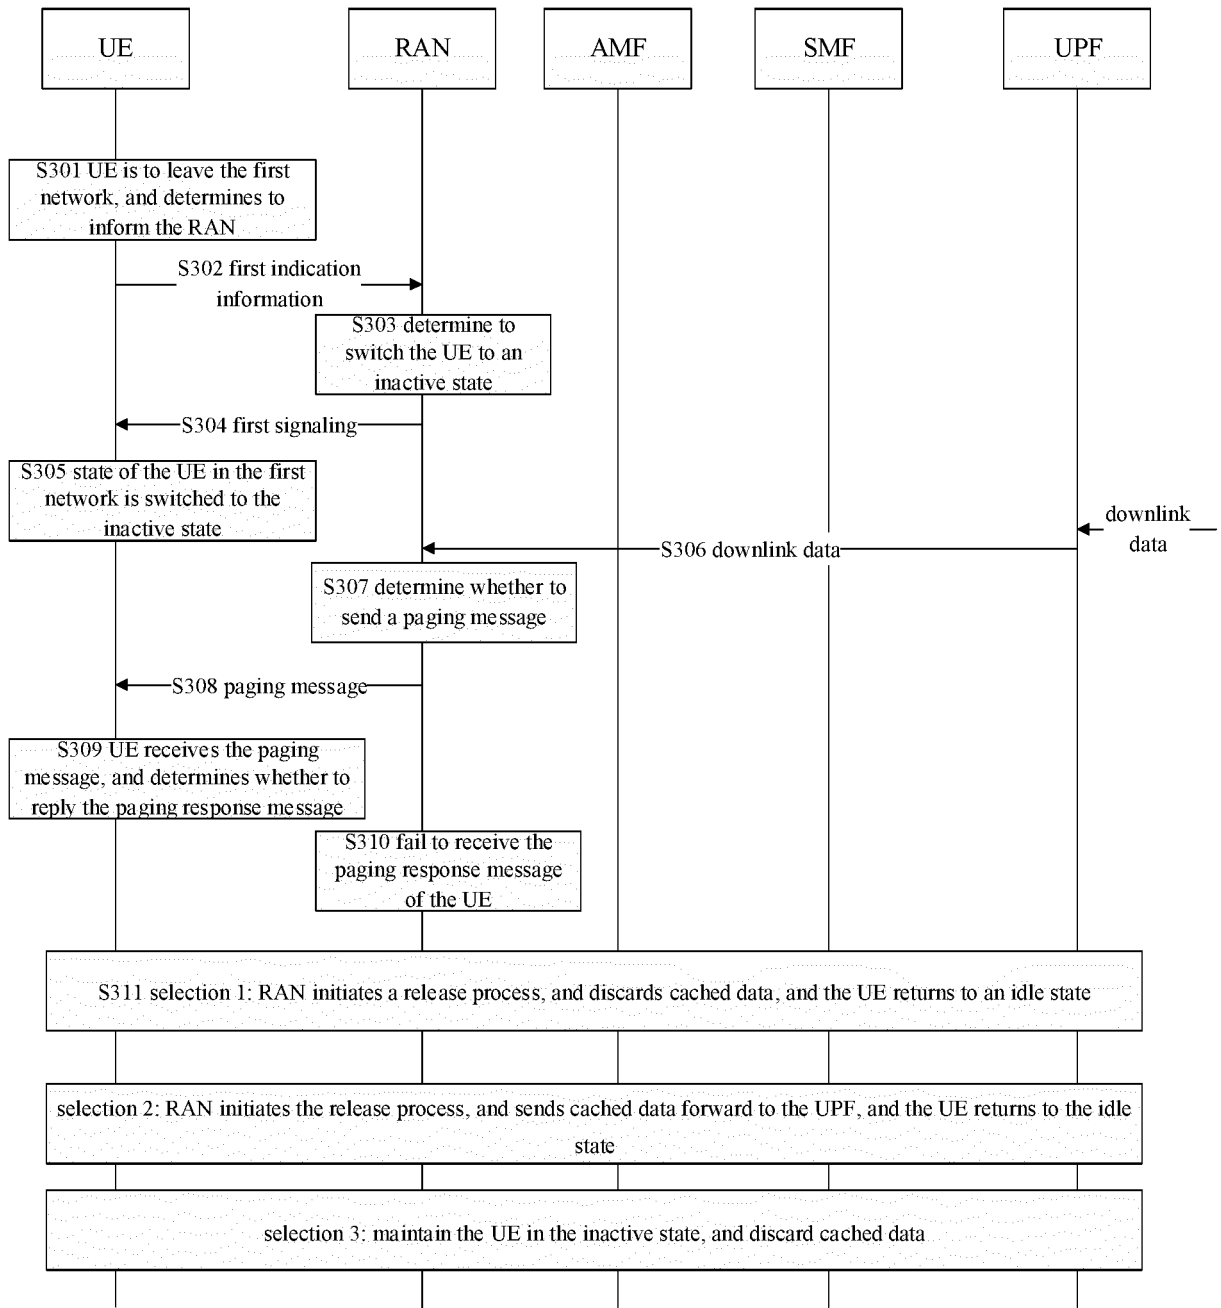 UE
RAN
AMF
SMF
UPF
S301 UE is to leave the first
network, and determines to
inform the RAN
S302 first indication
information
S303 determine to
switch the UE to an
inactive state
S304 first signaling
S305 state of the UE in the first
network is switched to the
inactive state
downlink
data
S306 downlink data
S307 determine whether to
send a paging message
S308 paging message
S309 UE receives the paging
message, and determines whether to
reply the paging response message
S310 fail to receive the
paging response message
of the UE
S311 selection 1: RAN initiates a release process, and discards cached data, and the UE returns to an idle state
selection 2: RAN initiates the release process, and sends cached data forward to the UPF, and the UE returns to the idle
state
selection 3: maintain the UE in the inactive state, and discard cached data